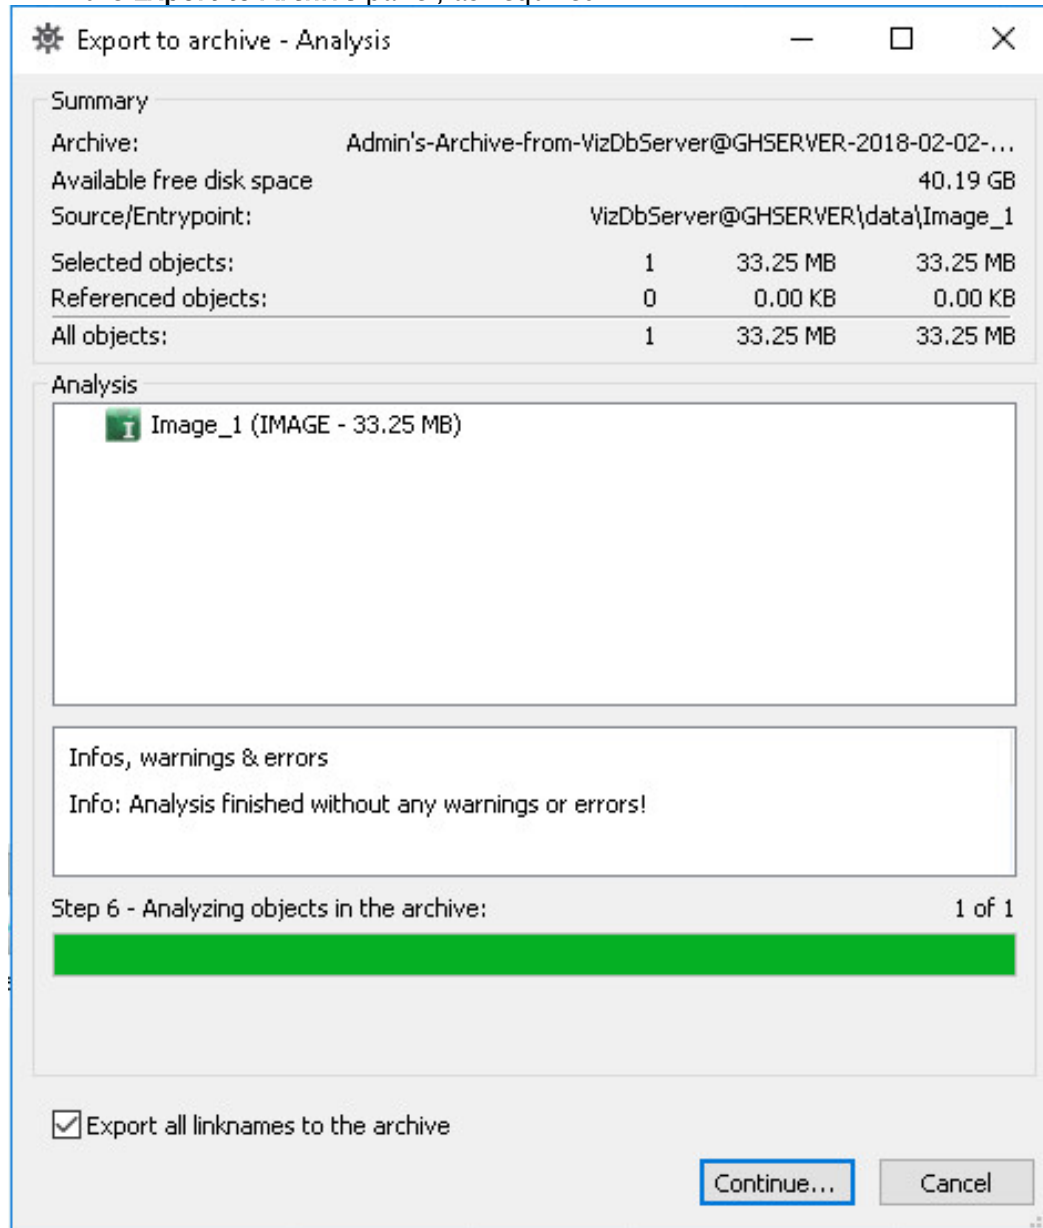 Export to archive - Analysis
Summary
Archive: Admin's-Archive-from-VizDbServer@GHSERVER-2018-02-02-...
Available free disk space 40.19 GB
Source/Entrypoint: VizDbServer@GHSERVER\data\Image_1
Selected objects: 1 33.25 MB 33.25 MB
Referenced objects: 0 0.00 KB 0.00 KB
All objects: 1 33.25 MB 33.25 MB
Analysis
Image_1 (IMAGE - 33.25 MB)
Infos, warnings & errors
Info: Analysis finished without any warnings or errors!
Step 6 - Analyzing objects in the archive: 1 of 1
Export all linknames to the archive
Continue... Cancel